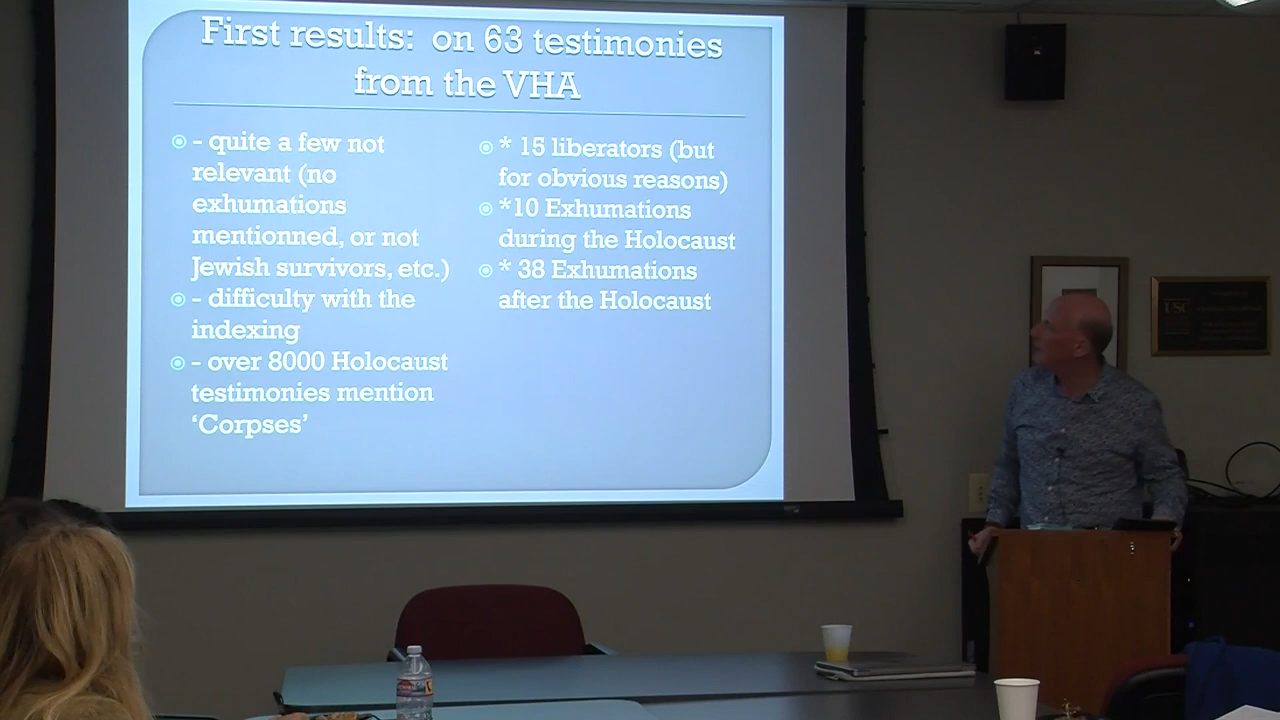 First results: on 63 testimonies
from the VHA
- quite a few not
relevant (no
exhumations
mentionned, or not
Jewish survivors, etc.)
- difficulty with the
indexing
- over 8000 Holocaust
testimonies mention
‘Corpses’
* 15 liberators (but
for obvious reasons)
*10 Exhumations
during the Holocaust
* 38 Exhumations
after the Holocaust
USC